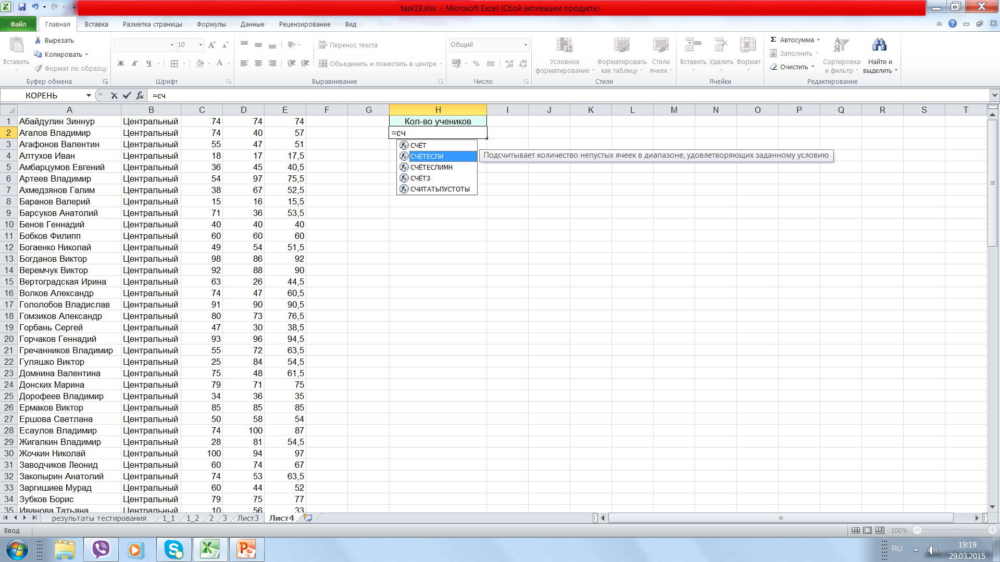 task19.xlsx - Microsoft Excel (Сбой активации продукта)
Файл Главная Вставка Разметка страницы Формулы Данные Рецензирование Вид
Вставить
Вырезать
Копировать
Формат по образцу
Буфер обмена
10
Ж К Ч А
Шрифт
Перенос текста
Объединить и поместить в центре
Выравнивание
Общий
% 000
Число
Условное форматирование
Форматировать как таблицу
Стили ячеек
Стили
Вставить Удалить Формат
Ячейки
Σ Автосумма
Заполнить
Очистить
Сортировка и фильтр
Найти и выделить
Редактирование
КОРЕНЬ fx =сч
A B C D E F G H I J K L M N O P Q R S T
1 Абайдулин Зиннур Центральный 74 74 74 Кол-во учеников
2 Агалов Владимир Центральный 74 40 57 =сч
3 Агафонов Валентин Центральный 55 47 51
4 Алтухов Иван Центральный 18 17 17,5
5 Амбарцумов Евгений Центральный 36 45 40,5
6 Артеев Владимир Центральный 54 97 75,5
7 Ахмедзянов Галим Центральный 38 67 52,5
8 Баранов Валерий Центральный 15 16 15,5
9 Барсуков Анатолий Центральный 71 36 53,5
10 Бенов Геннадий Центральный 40 40 40
11 Бобков Филипп Центральный 60 60 60
12 Богаенко Николай Центральный 49 54 51,5
13 Богданов Виктор Центральный 98 86 92
14 Веремчук Виктор Центральный 92 88 90
15 Вертоградская Ирина Центральный 63 26 44,5
16 Волков Александр Центральный 74 47 60,5
17 Гололобов Владислав Центральный 91 90 90,5
18 Гомзиков Александр Центральный 80 73 76,5
19 Горбань Сергей Центральный 47 30 38,5
20 Горчаков Геннадий Центральный 93 96 94,5
21 Гречанников Владимир Центральный 55 72 63,5
22 Гуляшко Виктор Центральный 25 84 54,5
23 Домнина Валентина Центральный 75 48 61,5
24 Донских Марина Центральный 79 71 75
25 Дорофеев Владимир Центральный 34 36 35
26 Ермаков Виктор Центральный 85 85 85
27 Ершова Светлана Центральный 50 58 54
28 Есаулов Владимир Центральный 74 100 87
29 Жигалкин Владимир Центральный 28 81 54,5
30 Жочкин Николай Центральный 100 94 97
31 Заводчиков Леонид Центральный 60 74 67
32 Закопырин Анатолий Центральный 74 53 63,5
33 Заргишиев Мурад Центральный 60 44 52
34 Зубков Борис Центральный 79 75 77
35 Иванова Татьяна Центральный 10 56 33
СЧЁТ
СЧЁТЕСЛИ
СЧЁТЕСЛИМН
СЧЁТЗ
СЧИТАТЬПУСТОТЫ
Подсчитывает количество непустых ячеек в диапазоне, удовлетворяющих заданному условию
результаты тестирования 1_1 1_2 2 3 Лист3 Лист4
Ввод 100%
RU 19:19
29.03.2015